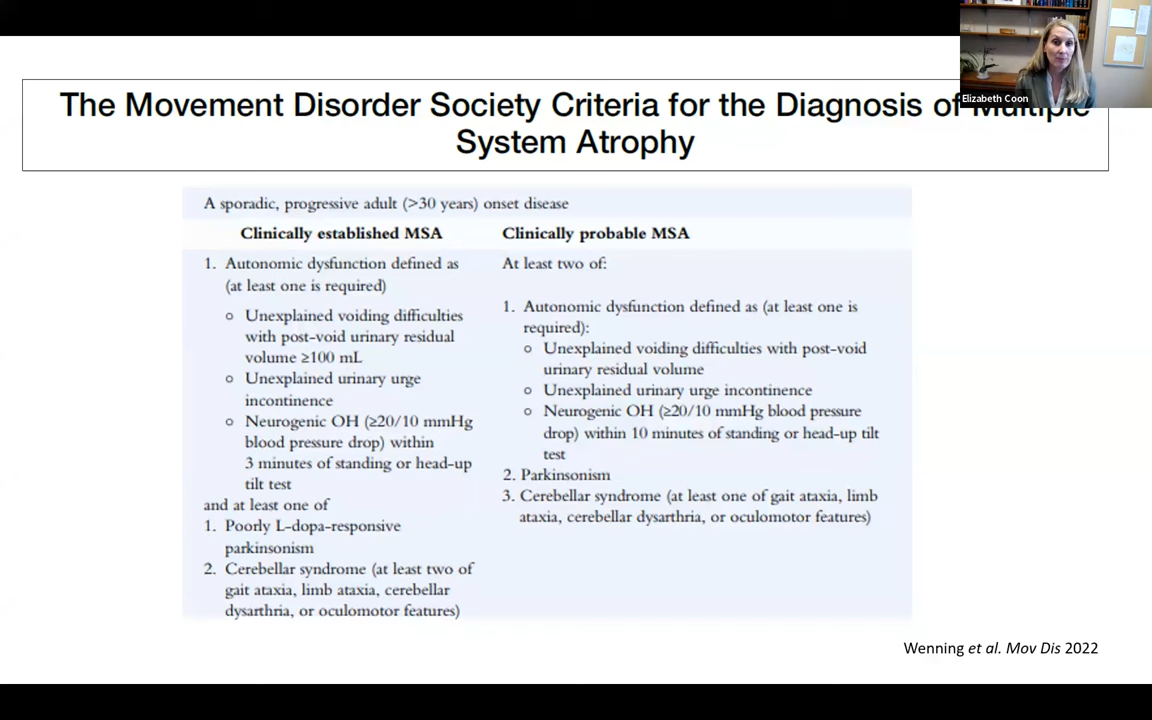 Elizabeth Coon
The Movement Disorder Society Criteria for the Diagnosis of Multiple
System Atrophy
A sporadic, progressive adult (>30 years) onset disease
Clinically established MSA
1. Autonomic dysfunction defined as
(at least one is required)
○ Unexplained voiding difficulties
with post-void urinary residual
volume ≥100 mL
○ Unexplained urinary urge
incontinence
○ Neurogenic OH (≥20/10 mmHg
blood pressure drop) within
3 minutes of standing or head-up
tilt test
and at least one of
1. Poorly L-dopa-responsive
parkinsonism
2. Cerebellar syndrome (at least two of
gait ataxia, limb ataxia, cerebellar
dysarthria, or oculomotor features)
Clinically probable MSA
At least two of:
1. Autonomic dysfunction defined as (at least one is
required):
○ Unexplained voiding difficulties with post-void
urinary residual volume
○ Unexplained urinary urge incontinence
○ Neurogenic OH (≥20/10 mmHg blood pressure
drop) within 10 minutes of standing or head-up tilt
test
2. Parkinsonism
3. Cerebellar syndrome (at least one of gait ataxia, limb
ataxia, cerebellar dysarthria, or oculomotor features)
Wenning et al. Mov Dis 2022